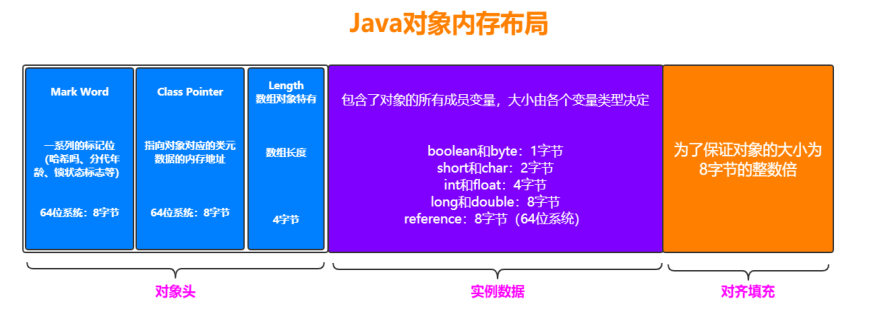 Java对象内存布局
Mark Word
一系列的标记位
(哈希吗、分代年
龄、锁状态标志等)
64位系统：8字节
Class Pointer
指向对象对应的类元
数据的内存地址
64位系统：8字节
Length
数组对象特有
数组长度
4字节
包含了对象的所有成员变量，大小由各个变量类型决定
boolean和byte：1字节
short和char：2字节
int和float：4字节
long和double：8字节
reference：8字节（64位系统）
为了保证对象的大小为
8字节的整数倍
对象头
实例数据
对齐填充